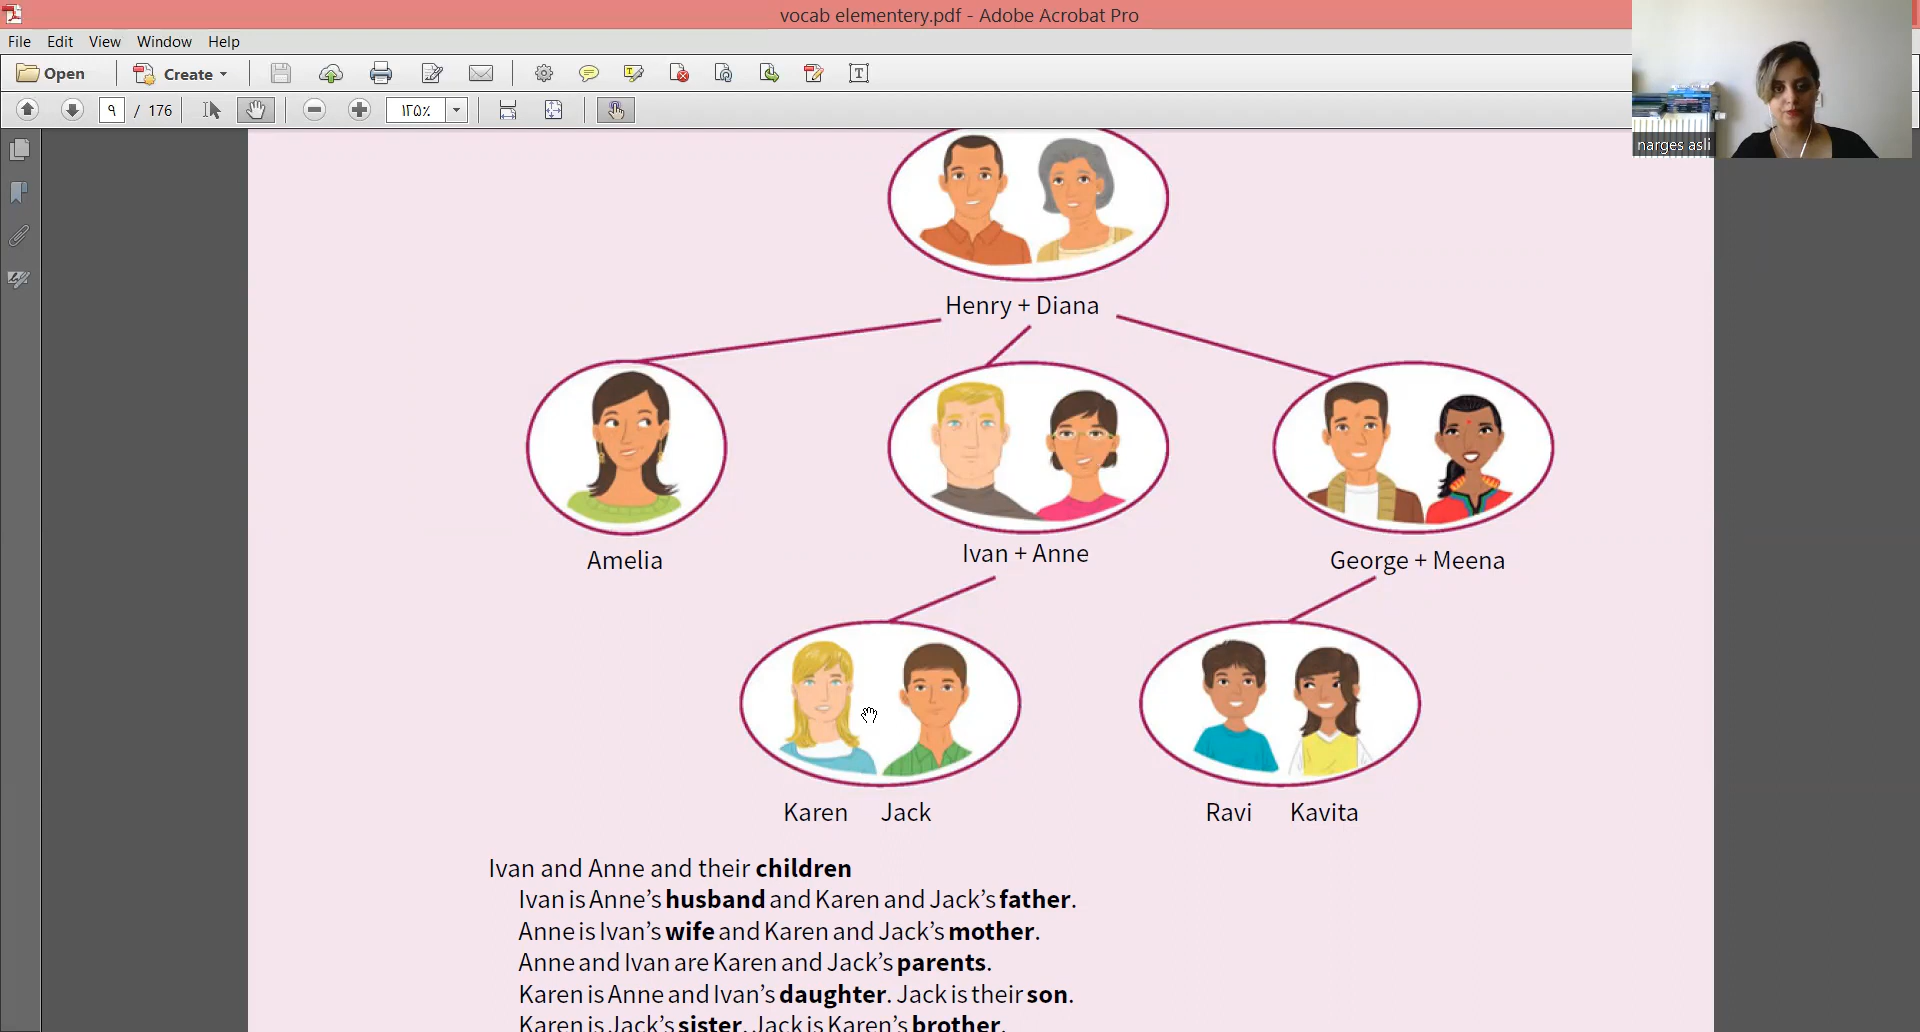 vocab elementery.pdf - Adobe Acrobat Pro
File Edit View Window Help
Open Create
۹ / 176 ۱۲۵٪
narges asli
Henry + Diana
Amelia Ivan + Anne George + Meena
Karen Jack Ravi Kavita
Ivan and Anne and their children
Ivan is Anne’s husband and Karen and Jack’s father.
Anne is Ivan’s wife and Karen and Jack’s mother.
Anne and Ivan are Karen and Jack’s parents.
Karen is Anne and Ivan’s daughter. Jack is their son.
Karen is Jack’s sister. Jack is Karen’s brother.